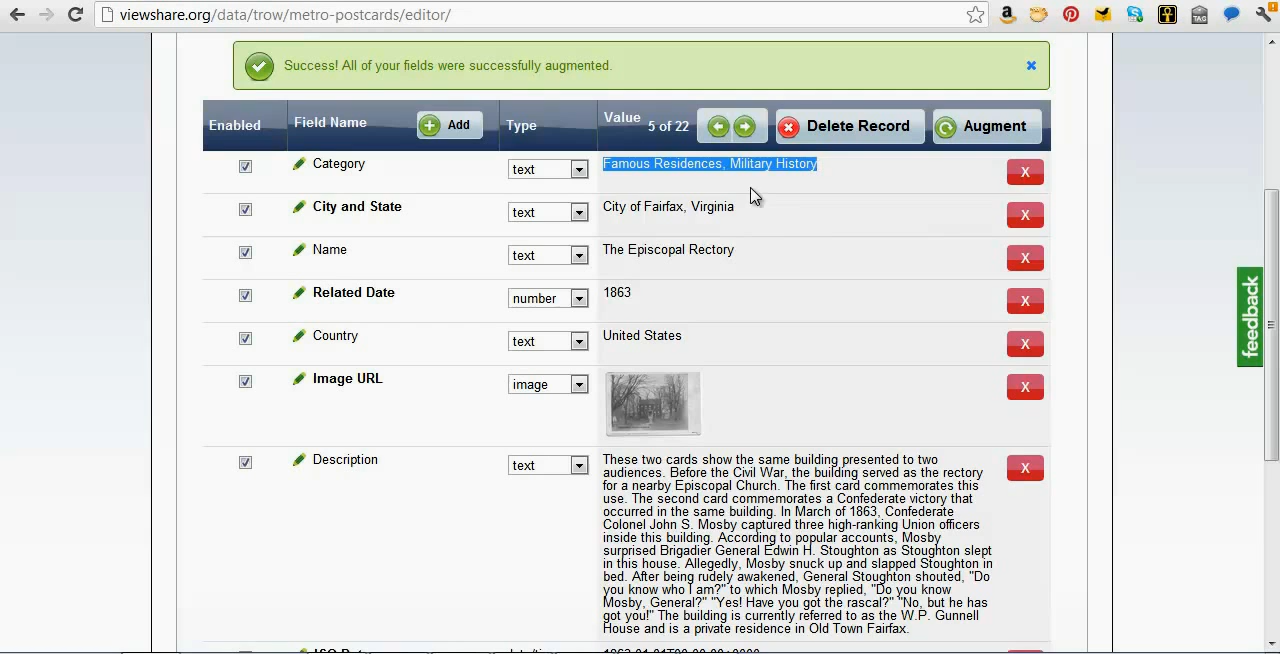 viewshare.org/data/trow/metro-postcards/editor/
TAG
Success! All of your fields were successfully augmented.
Enabled Field Name Add Type Value 5 of 22 Delete Record Augment
Category text Famous Residences, Military History X
City and State text City of Fairfax, Virginia X
Name text The Episcopal Rectory X
Related Date number 1863 X
Country text United States X
Image URL image X
Description text These two cards show the same building presented to two X
audiences. Before the Civil War, the building served as the rectory
for a nearby Episcopal Church. The first card commemorates this
use. The second card commemorates a Confederate victory that
occurred in the same building. In March of 1863, Confederate
Colonel John S. Mosby captured three high-ranking Union officers
inside this building. According to popular accounts, Mosby
surprised Brigadier General Edwin H. Stoughton as Stoughton slept
in this house. Allegedly, Mosby snuck up and slapped Stoughton in
bed. After being rudely awakened, General Stoughton shouted, "Do
you know who I am?" to which Mosby replied, "Do you know
Mosby, General?" "Yes! Have you got the rascal?" "No, but he has
got you!" The building is currently referred to as the W.P. Gunnell
House and is a private residence in Old Town Fairfax.
feedback